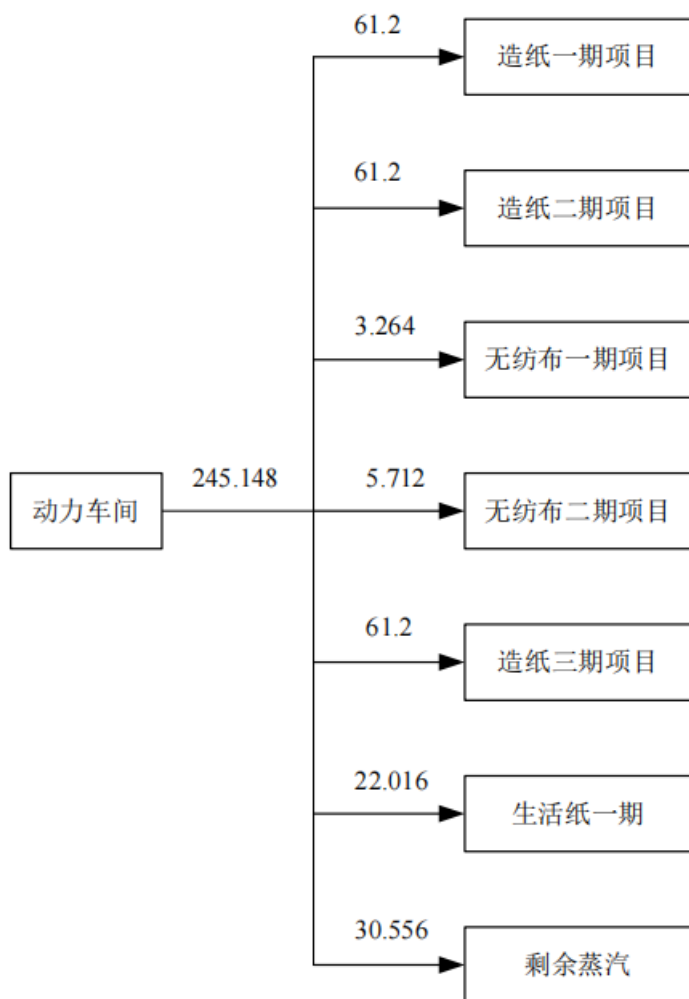 61.2
造纸一期项目
61.2
造纸二期项目
3.264
无纺布一期项目
动力车间
245.148
5.712
无纺布二期项目
61.2
造纸三期项目
22.016
生活纸一期
30.556
剩余蒸汽